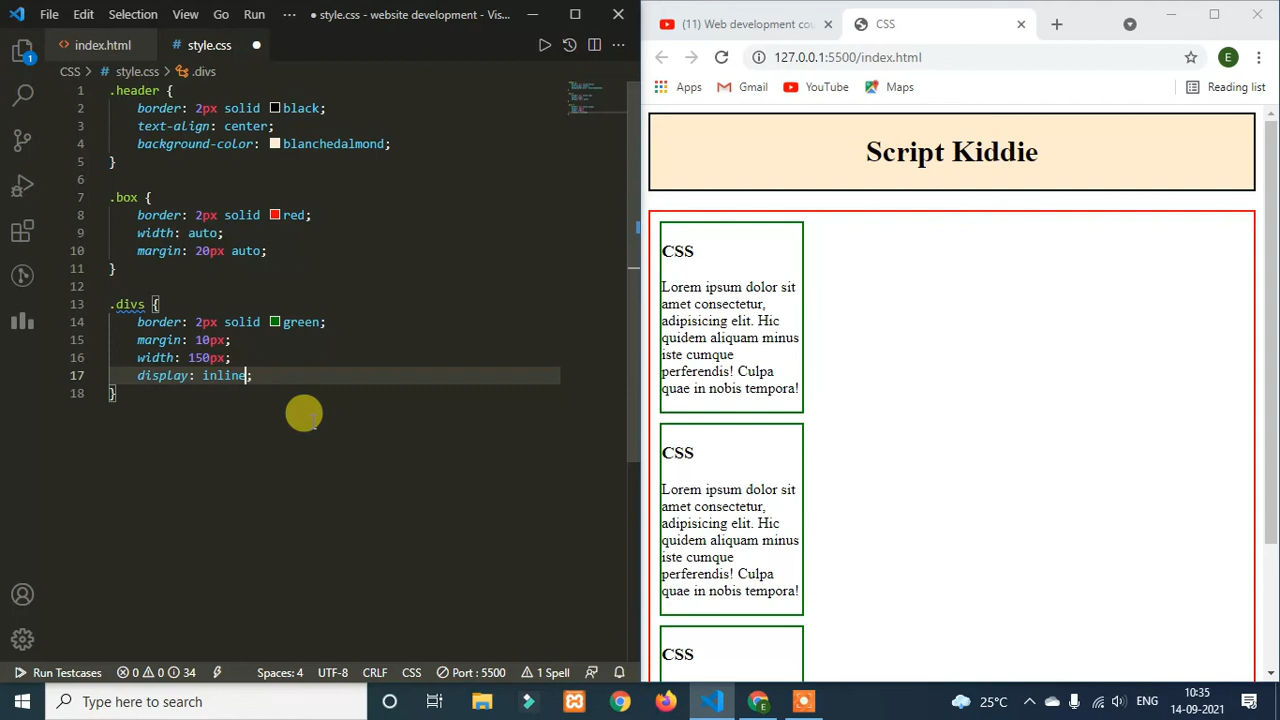 File Edit Selection View Go Run ··· ● style.css - website development - Vis...
index.html style.css
CSS > style.css > .divs
1 .header {
2 border: 2px solid black;
3 text-align: center;
4 background-color: blanchedalmond;
5 }
6
7 .box {
8 border: 2px solid red;
9 width: auto;
10 margin: 20px auto;
11 }
12
13 .divs {
14 border: 2px solid green;
15 margin: 10px;
16 width: 150px;
17 display: inline;
18 }
1
Run Testcases 0 0 34 Spaces: 4 UTF-8 CRLF CSS Port : 5500 1 Spell
(11) Web development cou CSS
127.0.0.1:5500/index.html E
Apps Gmail YouTube Maps Reading list
Script Kiddie
CSS
Lorem ipsum dolor sit
amet consectetur,
adipisicing elit. Hic
quidem aliquam minus
iste cumque
perferendis! Culpa
quae in nobis tempora!
CSS
Lorem ipsum dolor sit
amet consectetur,
adipisicing elit. Hic
quidem aliquam minus
iste cumque
perferendis! Culpa
quae in nobis tempora!
CSS
Type here to search 25°C ENG 10:35
14-09-2021